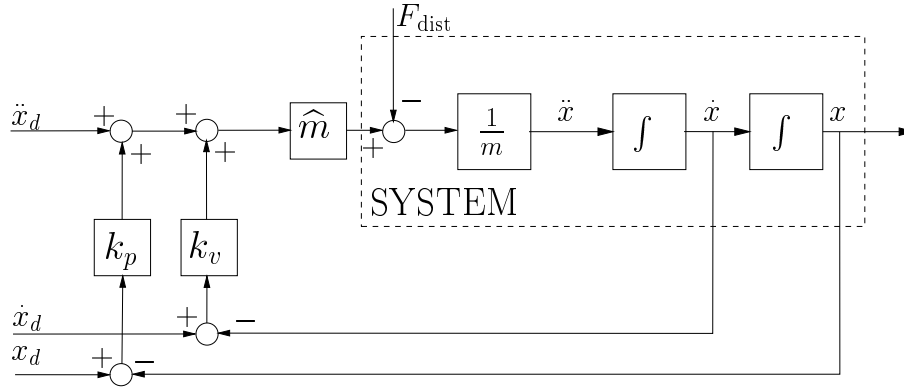 F_dist
ẍ_d + + m̂ + − 1/m ẍ ∫ ẋ ∫ x
+ +
SYSTEM
k_p k_v
ẋ_d + −
x_d + −